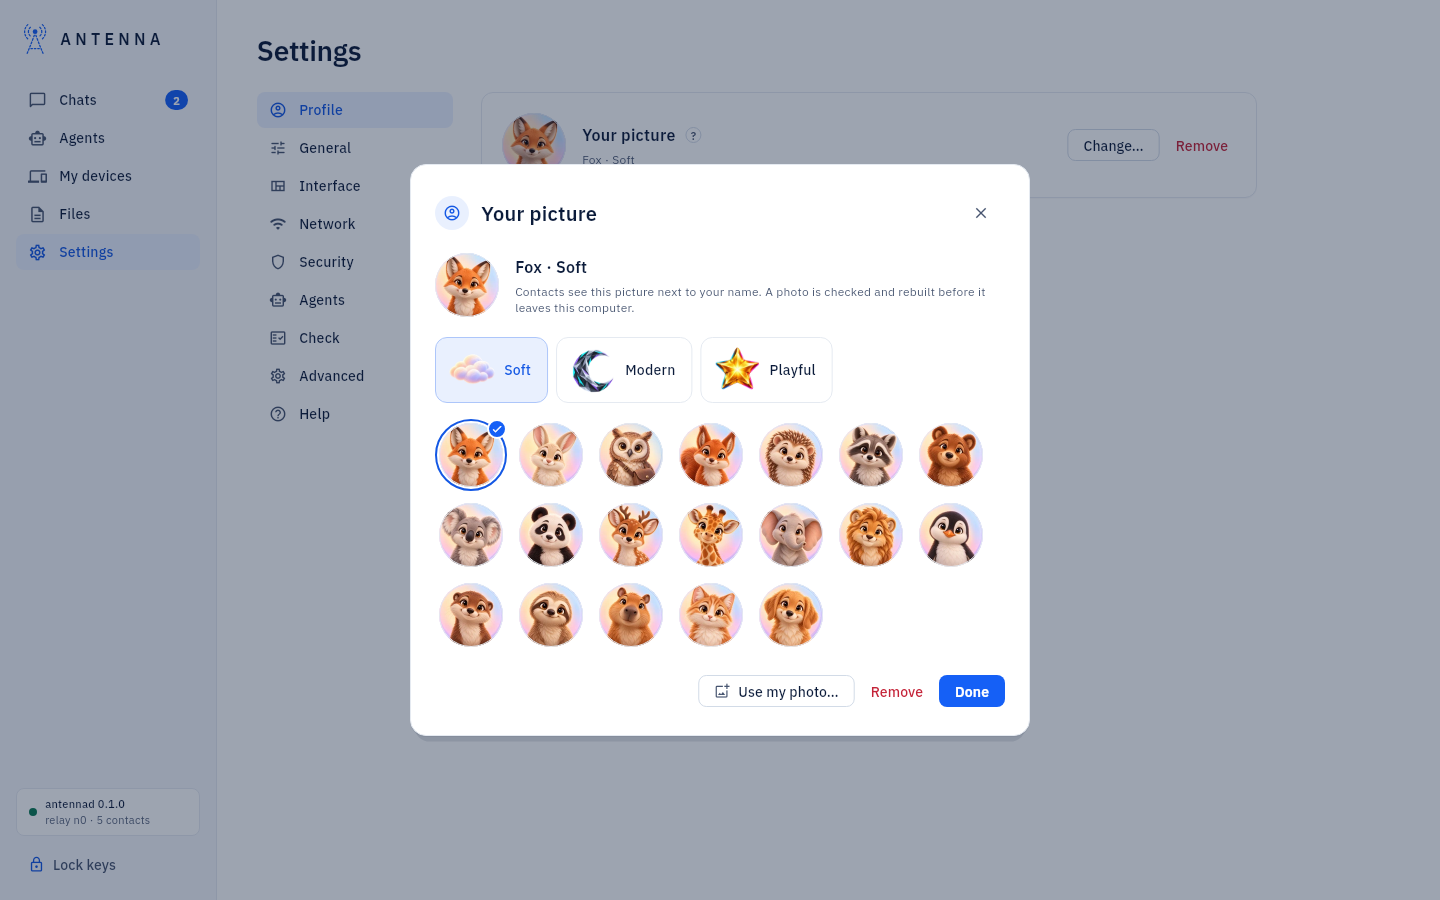 ANTENNA
Chats
2
Agents
My devices
Files
Settings
antennad 0.1.0
relay n0 · 5 contacts
Lock keys
Settings
Profile
General
Interface
Network
Security
Agents
Check
Advanced
Help
Your picture ?
Fox · Soft
Change...
Remove
Your picture
Fox · Soft
Contacts see this picture next to your name. A photo is checked and rebuilt before it
leaves this computer.
Soft
Modern
Playful
Use my photo...
Remove
Done